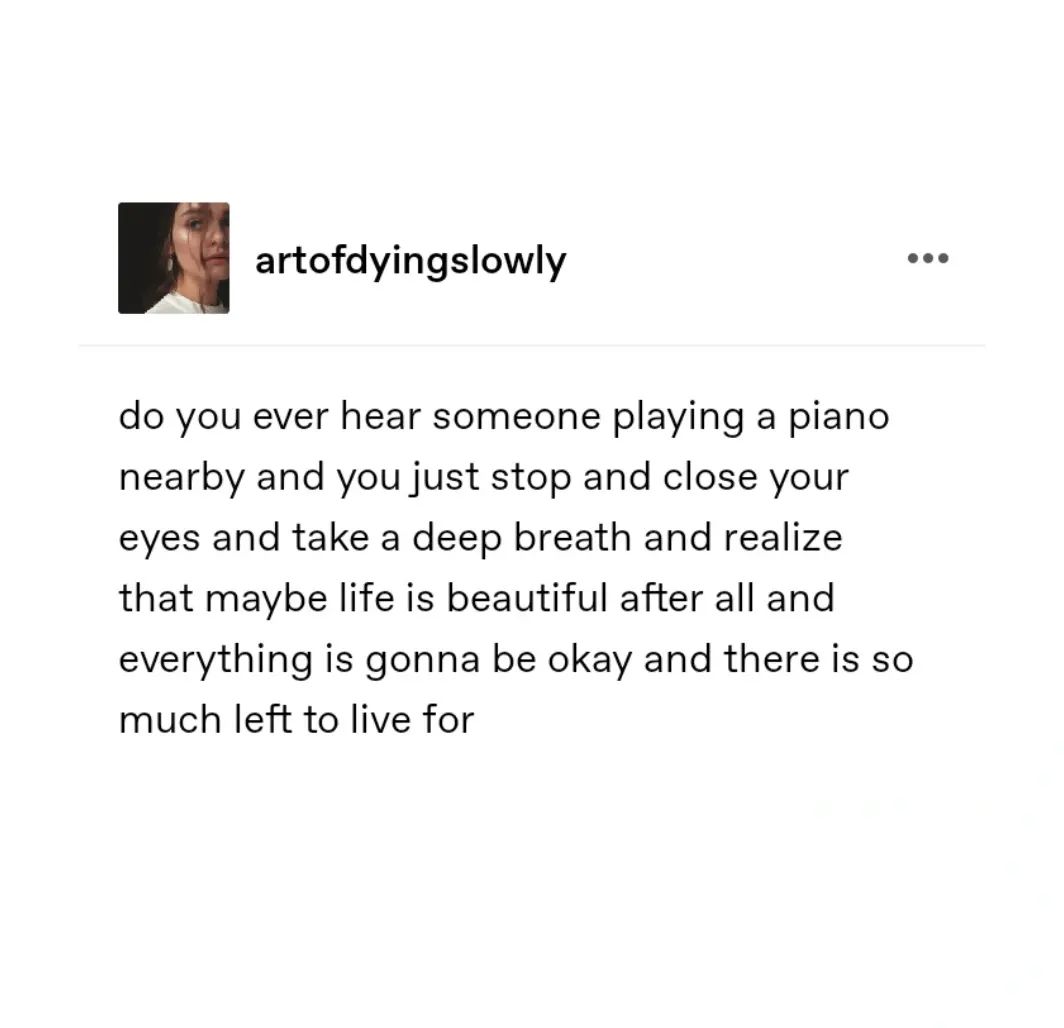 artofdyingslowly
do you ever hear someone playing a piano
nearby and you just stop and close your
eyes and take a deep breath and realize
that maybe life is beautiful after all and
everything is gonna be okay and there is so
much left to live for